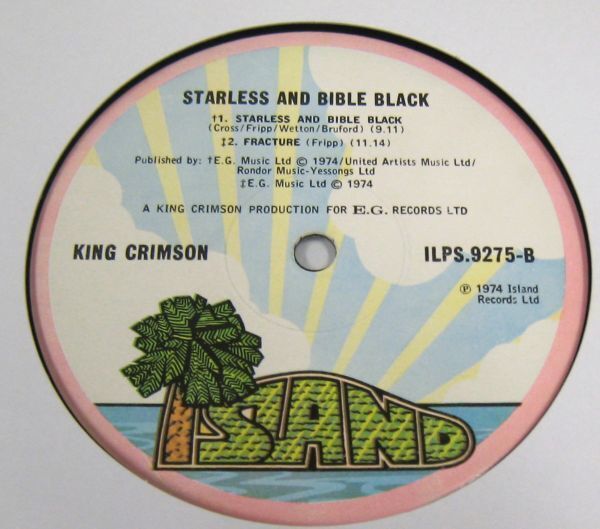 STARLESS AND BIBLE BLACK
†1. STARLESS AND BIBLE BLACK
(Cross/Fripp/Wetton/Bruford) (9.11)
‡2. FRACTURE (Fripp) (11.14)
Published by: †E.G. Music Ltd © 1974/United Artists Music Ltd/
Rondor Music-Yessongs Ltd
‡E.G. Music Ltd © 1974
A KING CRIMSON PRODUCTION FOR E.G. RECORDS LTD
KING CRIMSON
ILPS.9275-B
℗ 1974 Island
Records Ltd
ISLAND